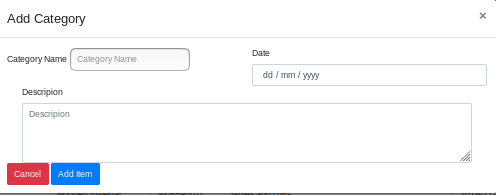 Add Category
×
Category Name
Category Name
Date
dd / mm / yyyy
Descripion
Descripion
Cancel
Add Item